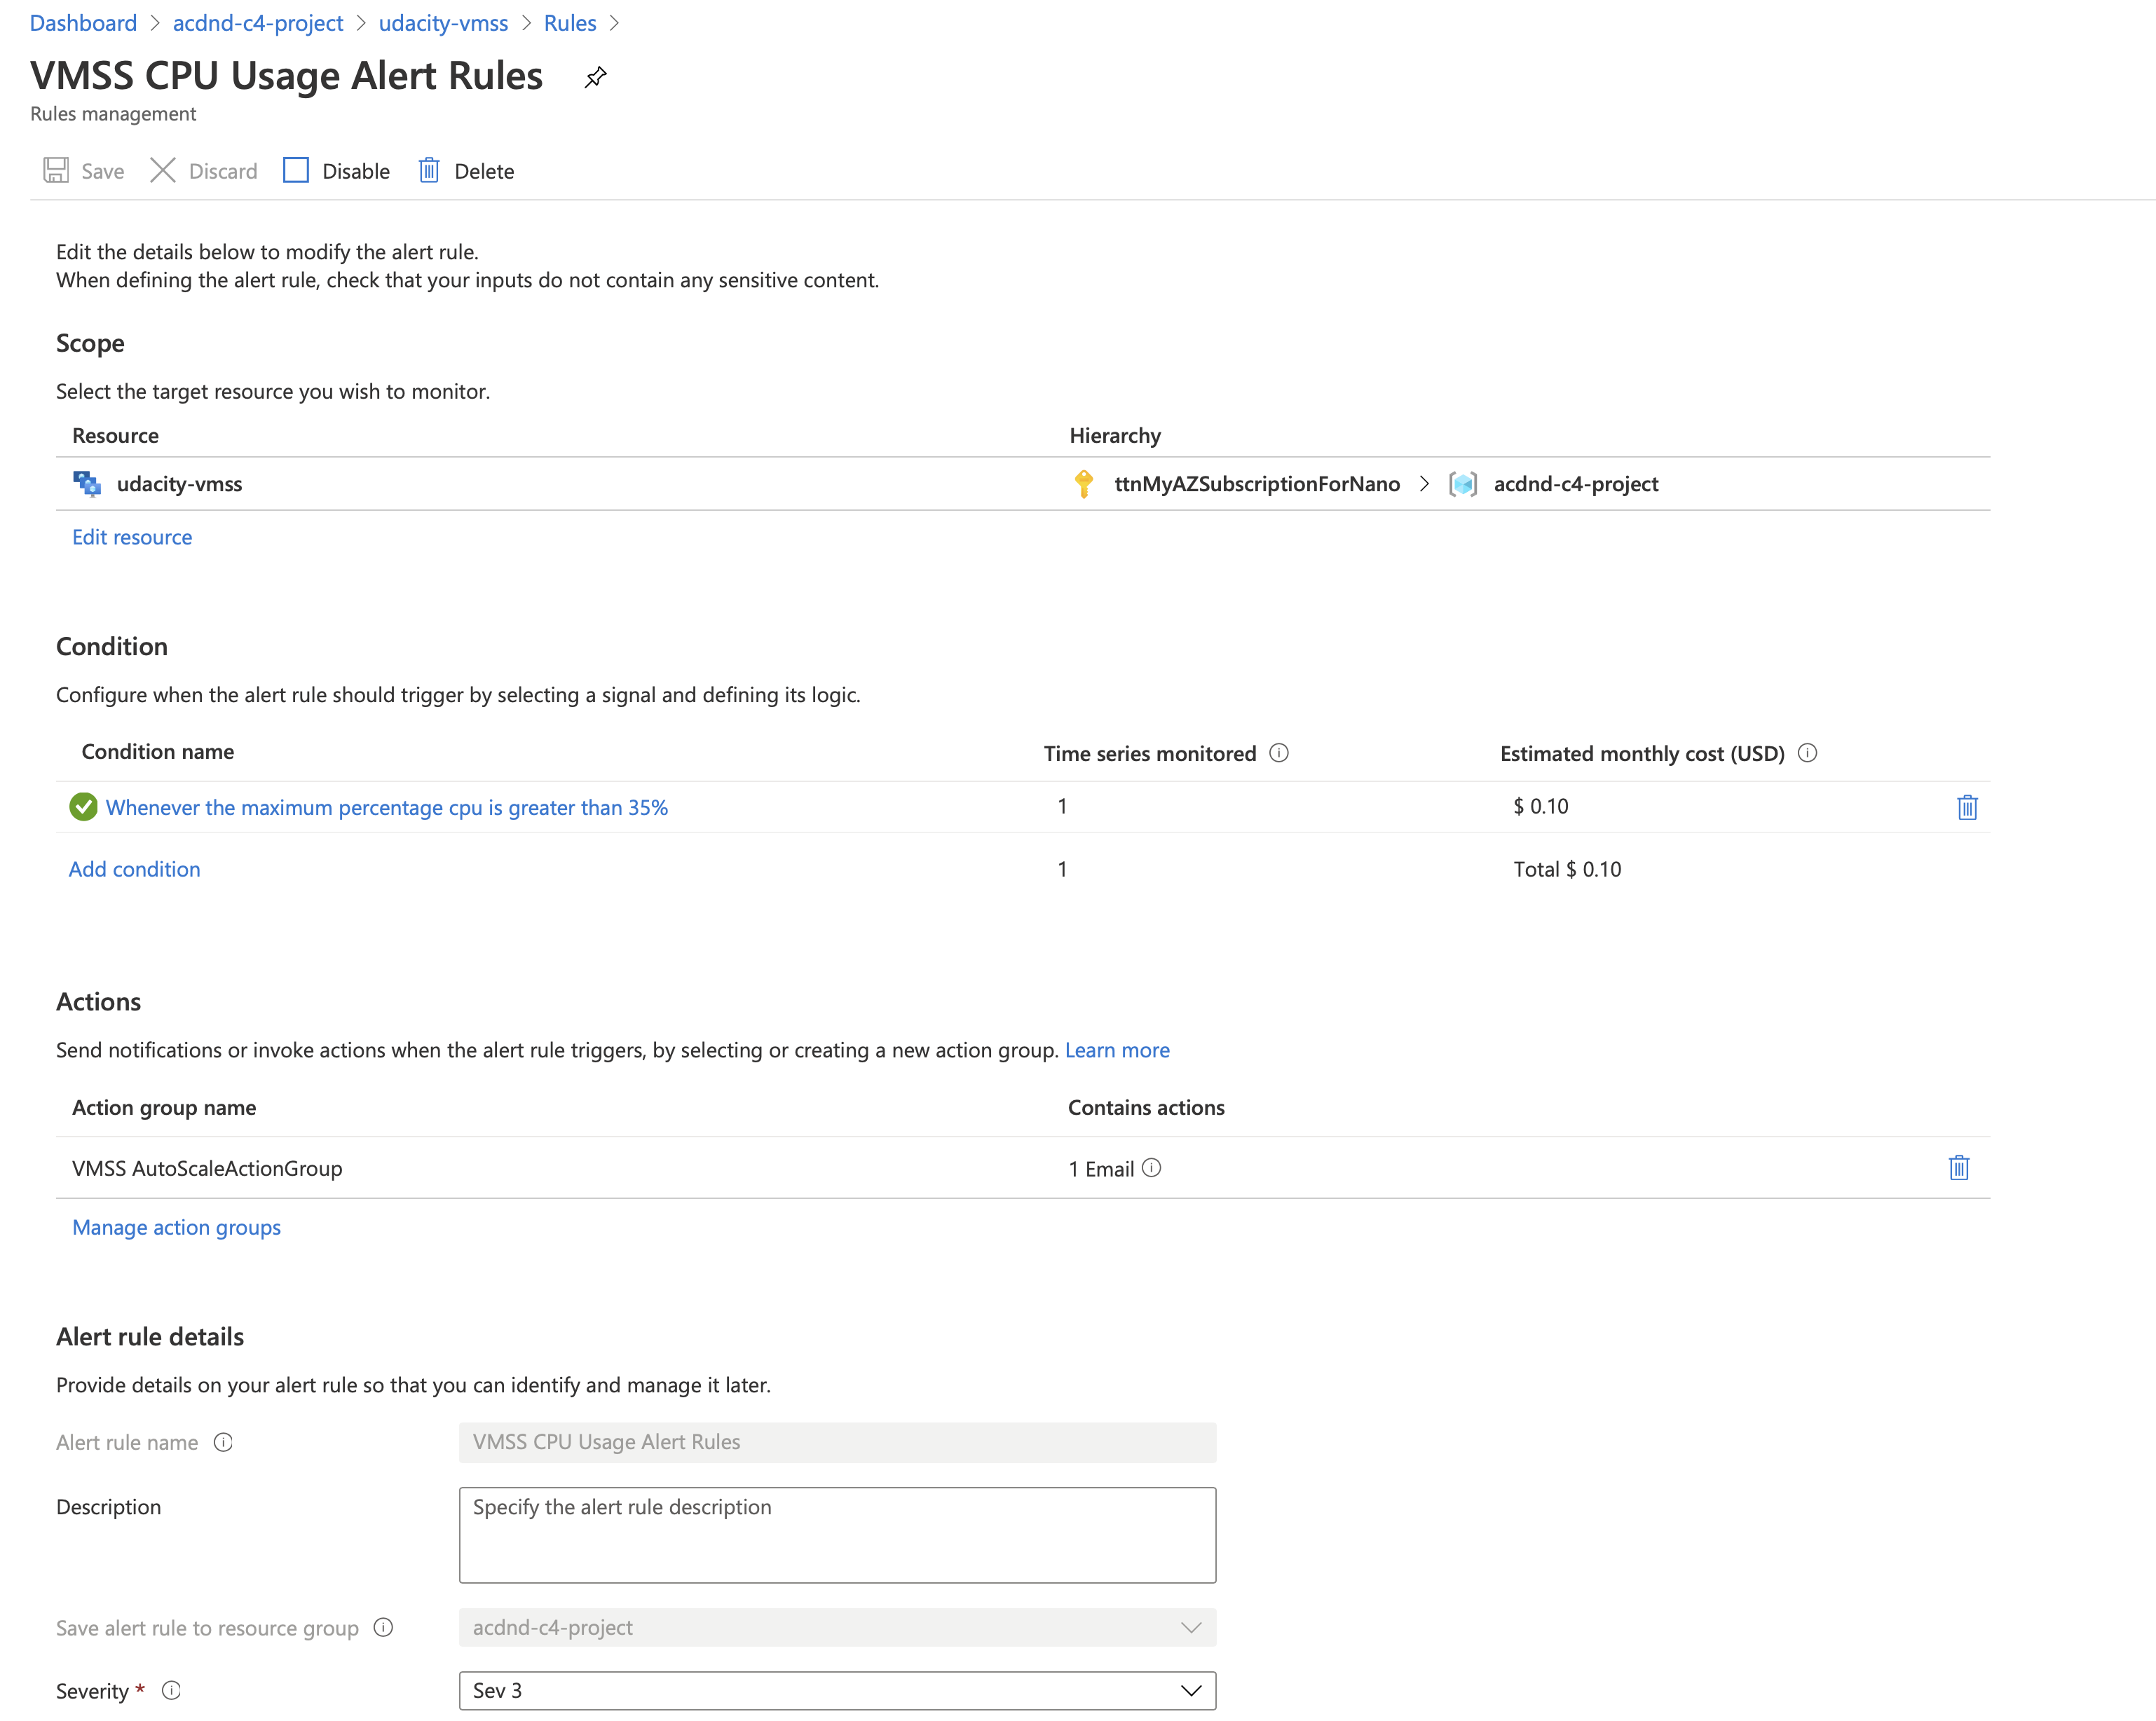 Dashboard > acdnd-c4-project > udacity-vmss > Rules >
VMSS CPU Usage Alert Rules
Rules management
Save Discard Disable Delete
Edit the details below to modify the alert rule.
When defining the alert rule, check that your inputs do not contain any sensitive content.
Scope
Select the target resource you wish to monitor.
Resource Hierarchy
udacity-vmss ttnMyAZSubscriptionForNano > acdnd-c4-project
Edit resource
Condition
Configure when the alert rule should trigger by selecting a signal and defining its logic.
Condition name Time series monitored Estimated monthly cost (USD)
Whenever the maximum percentage cpu is greater than 35% 1 $ 0.10
Add condition 1 Total $ 0.10
Actions
Send notifications or invoke actions when the alert rule triggers, by selecting or creating a new action group. Learn more
Action group name Contains actions
VMSS AutoScaleActionGroup 1 Email
Manage action groups
Alert rule details
Provide details on your alert rule so that you can identify and manage it later.
Alert rule name VMSS CPU Usage Alert Rules
Description Specify the alert rule description
Save alert rule to resource group acdnd-c4-project
Severity * Sev 3